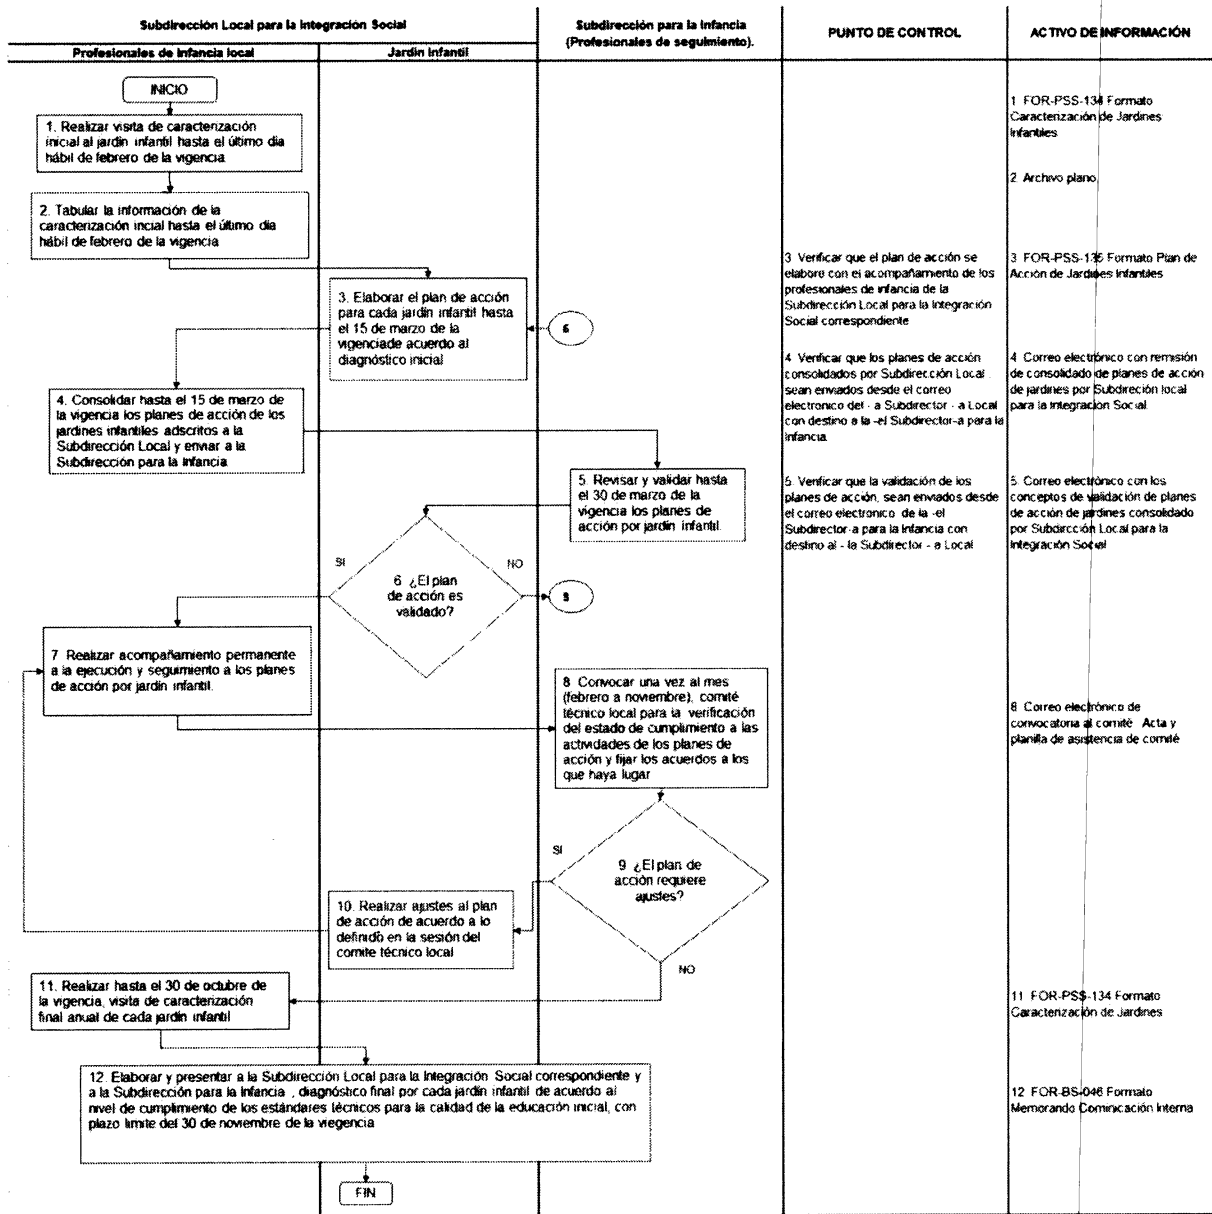 Subdirección Local para la Integración Social
Subdirección para la Infancia
(Profesionales de seguimiento).
PUNTO DE CONTROL
ACTIVO DE INFORMACIÓN
Profesionales de infancia local
Jardín Infantil
INICIO
1. Realizar visita de caracterización
inicial al jardín infantil hasta el último día
hábil de febrero de la vigencia
1 FOR-PSS-134 Formato
Caracterización de Jardines
Infantiles
2. Tabular la información de la
caracterización incial hasta el último día
hábil de febrero de la vigencia
2 Archivo plano.
3. Elaborar el plan de acción
para cada jardín infantil hasta
el 15 de marzo de la
vigenciade acuerdo al
diagnóstico inicial
6
3 Verificar que el plan de acción se
elabore con el acompañamiento de los
profesionales de infancia de la
Subdirección Local para la Integración
Social correspondiente
3 FOR-PSS-135 Formato Plan de
Acción de Jardines Infantiles
4. Consolidar hasta el 15 de marzo de
la vigencia los planes de acción de los
jardines infantiles adscritos a la
Subdirección Local y enviar a la
Subdirección para la Infancia
4 Verificar que los planes de acción
consolidados por Subdirección Local
sean enviados desde el correo
electronico del - a Subdirector - a Local
con destino a la -el Subdirector-a para la
Infancia
4 Correo electrónico con remisión
de consolidado de planes de acción
de jardines por Subdireción local
para la Integración Social
5. Revisar y validar hasta
el 30 de marzo de la
vigencia los planes de
acción por jardín infantil.
5. Verificar que la validación de los
planes de acción, sean enviados desde
el correo electronico de la -el
Subdirector-a para la Infancia con
destino al - la Subdirector - a Local
5. Correo electrónico con los
conceptos de validación de planes
de acción de jardines consolidado
por Subdirección Local para la
Integración Social
SI
6 ¿El plan
de acción es
validado?
NO
7 Realizar acompañamiento permanente
a la ejecución y seguimiento a los planes
de acción por jardín infantil.
8 Convocar una vez al mes
(febrero a noviembre), comité
técnico local para la verificación
del estado de cumplimiento a las
actividades de los planes de
acción y fijar los acuerdos a los
que haya lugar
8 Correo electrónico de
convocatoria al comité Acta y
planilla de asistencia de comité
SI
9 ¿El plan de
acción requiere
ajustes?
NO
10. Realizar ajustes al plan
de acción de acuerdo a lo
definido en la sesión del
comite técnico local
11. Realizar hasta el 30 de octubre de
la vigencia, visita de caracterización
final anual de cada jardín infantil
11 FOR-PSS-134 Formato
Caracterización de Jardines
12. Elaborar y presentar a la Subdirección Local para la Integración Social correspondiente y
a la Subdirección para la Infancia , diagnóstico final por cada jardín infantil de acuerdo al
nivel de cumplimiento de los estándares técnicos para la calidad de la educación inicial, con
plazo limite del 30 de noviembre de la viegencia
12 FOR-BS-046 Formato
Memorando Cominicación Interna
FIN